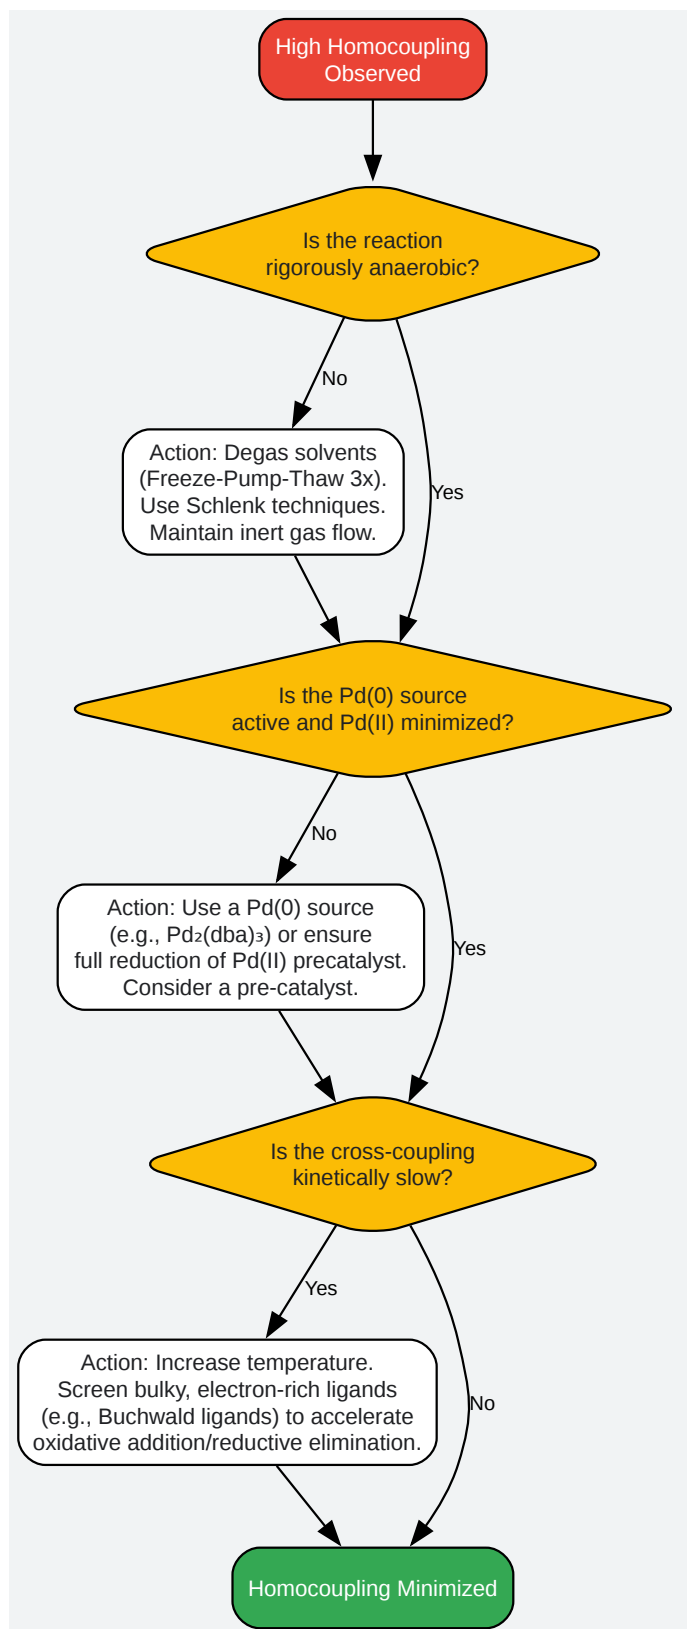 High Homocoupling
Observed
Is the reaction
rigorously anaerobic?
No
Action: Degas solvents
(Freeze-Pump-Thaw 3x).
Use Schlenk techniques.
Maintain inert gas flow.
Yes
Is the Pd(0) source
active and Pd(II) minimized?
No
Action: Use a Pd(0) source
(e.g., Pd₂(dba)₃) or ensure
full reduction of Pd(II) precatalyst.
Consider a pre-catalyst.
Yes
Is the cross-coupling
kinetically slow?
Yes
Action: Increase temperature.
Screen bulky, electron-rich ligands
(e.g., Buchwald ligands) to accelerate
oxidative addition/reductive elimination.
No
Homocoupling Minimized